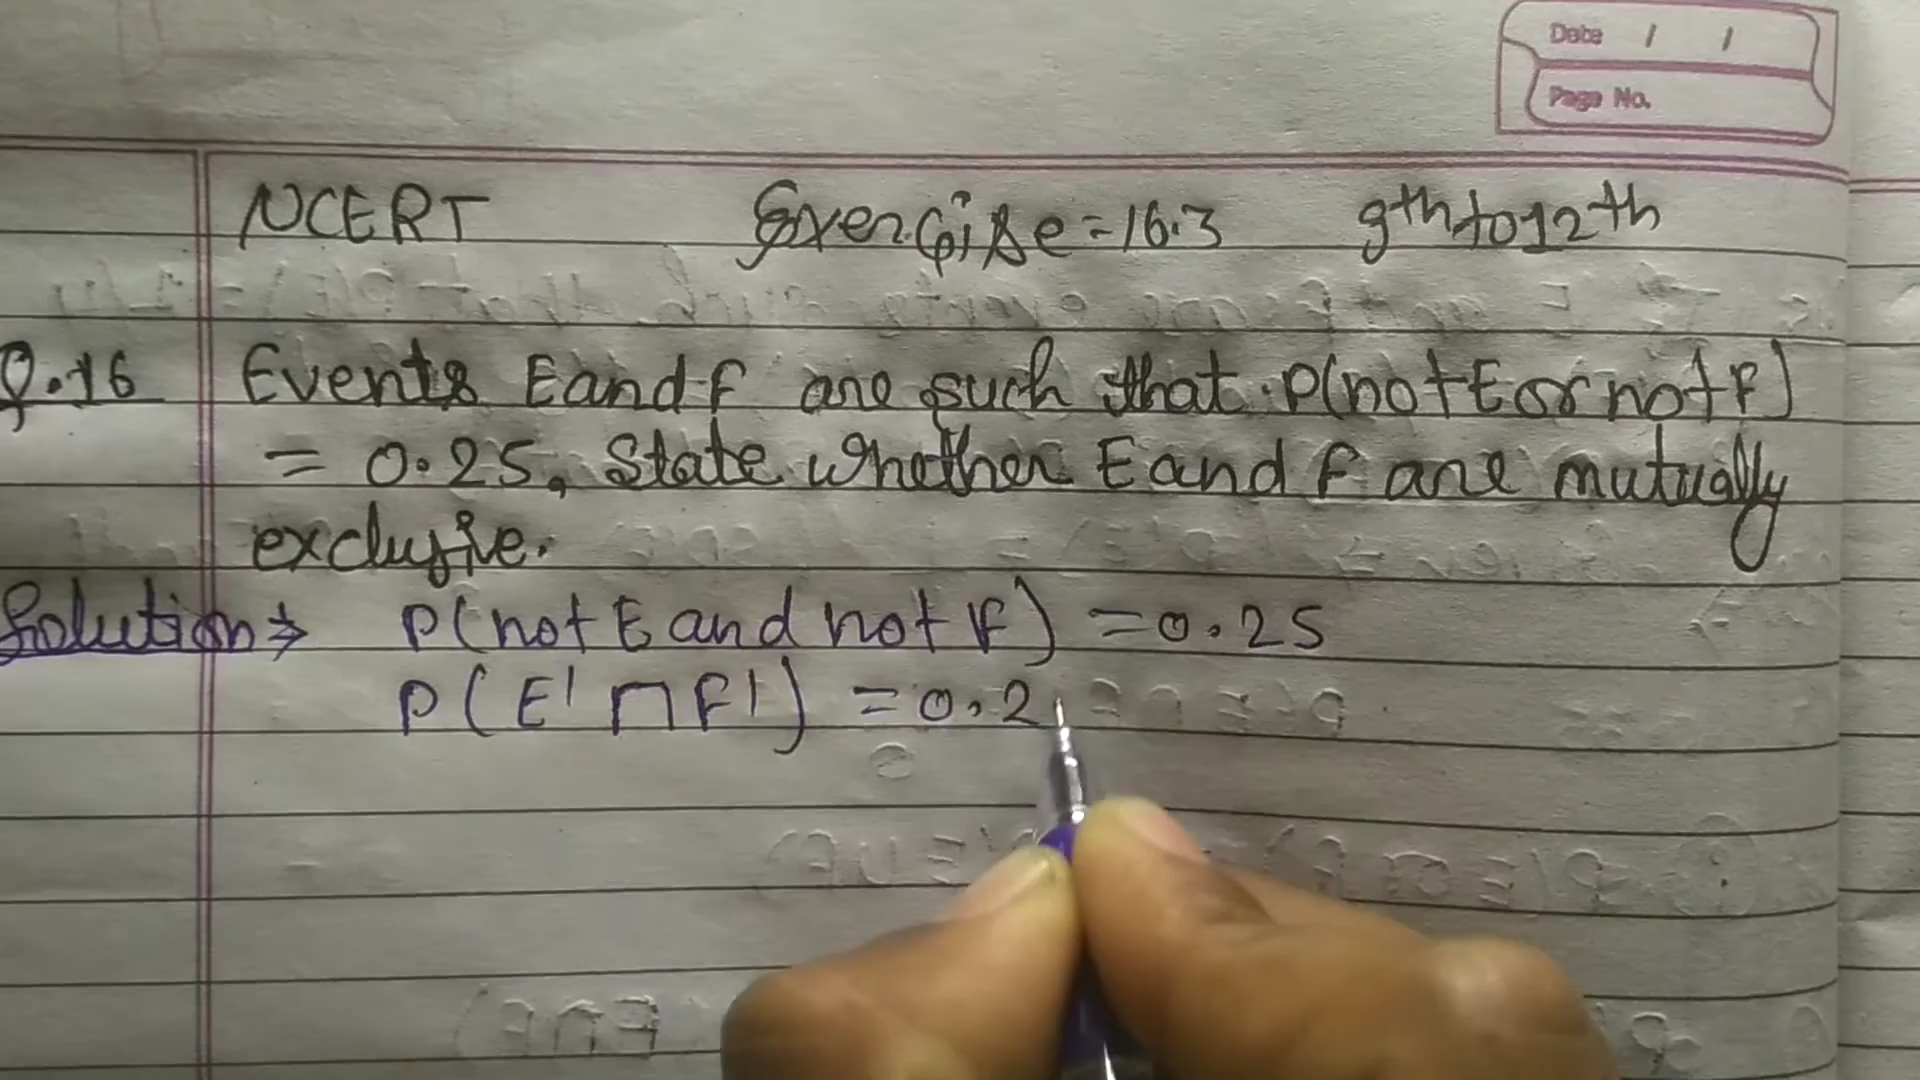 Date / /
Page No.
NCERT Exercise = 16.3 9th to 12th
Q.16 Events E and F are such that P(not E or not F)
= 0.25, State whether E and F are mutually
exclusive.
Solution ⇒ P(not E and not F) = 0.25
P(E' ∩ F') = 0.2